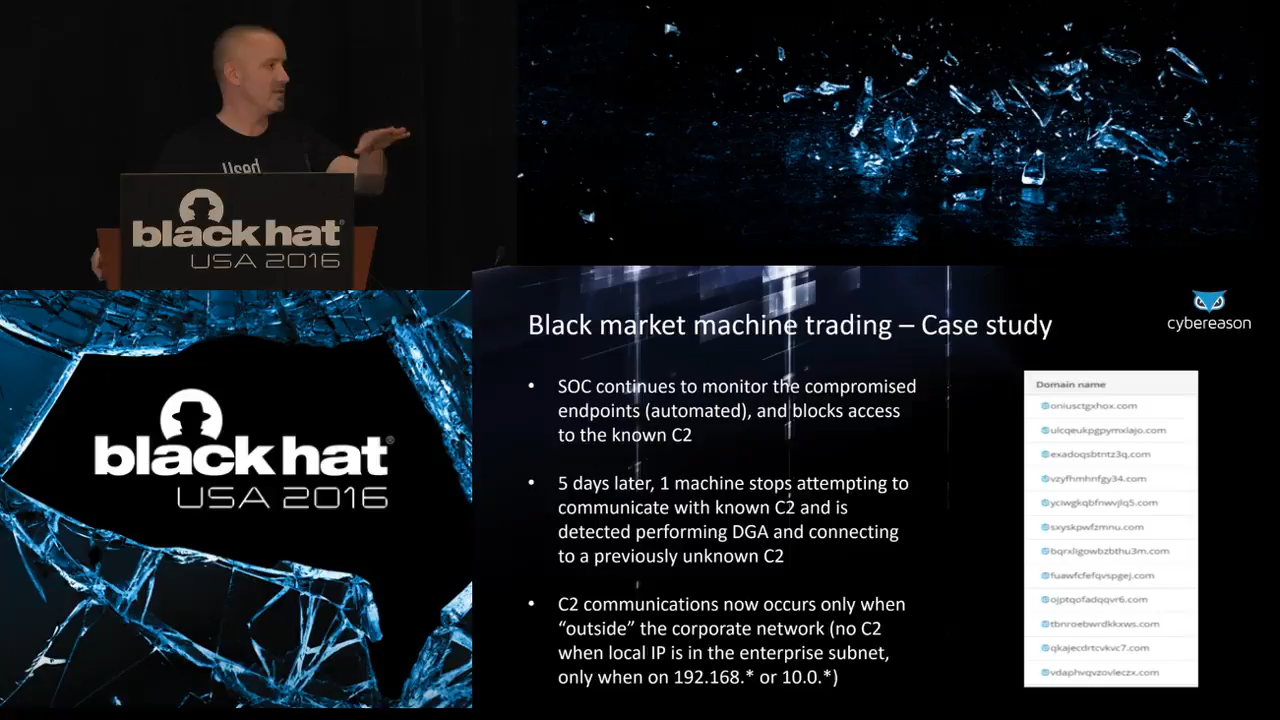 Used
black hat®
USA 2016
black hat®
USA 2016
Black market machine trading – Case study
cybereason
• SOC continues to monitor the compromised
endpoints (automated), and blocks access
to the known C2
• 5 days later, 1 machine stops attempting to
communicate with known C2 and is
detected performing DGA and connecting
to a previously unknown C2
• C2 communications now occurs only when
“outside” the corporate network (no C2
when local IP is in the enterprise subnet,
only when on 192.168.* or 10.0.*)
Domain name
oniusctgxhox.com
ulcqeukpgpymxlajo.com
exadoqsbtntz3q.com
vzyfhmhnfgy34.com
yciwgkqbfnwvjlq5.com
sxyskpwfzmnu.com
bqrxligowbzbthu3m.com
fuawfcfefqvspgej.com
ojptqofadqqvr6.com
tbnroebwrdkkxws.com
qkajecdrtcvkvc7.com
vdaphvqvzovleczx.com